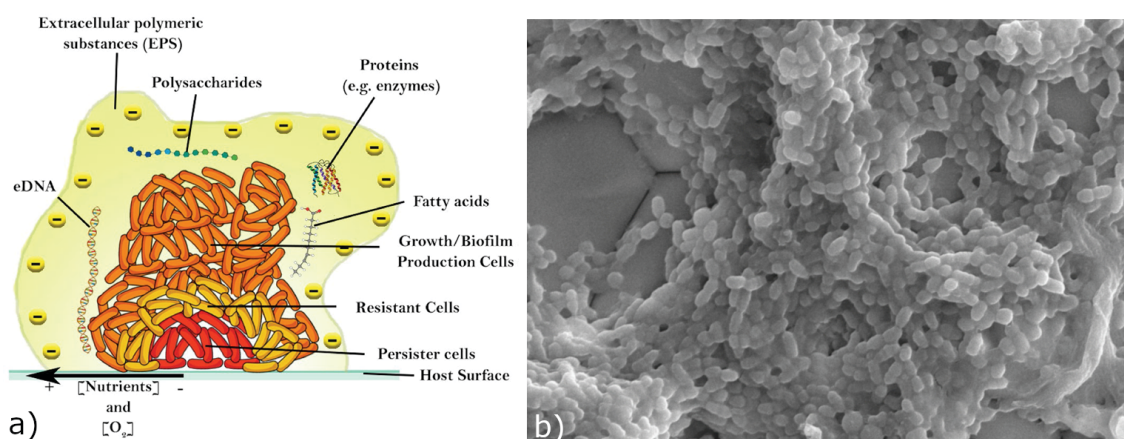 Extracellular polymeric
substances (EPS)
Polysaccharides
Proteins
(e.g. enzymes)
eDNA
Fatty acids
Growth/Biofilm
Production Cells
Resistant Cells
Persister cells
Host Surface
+ [Nutrients] -
and
[O₂]
a)
b)